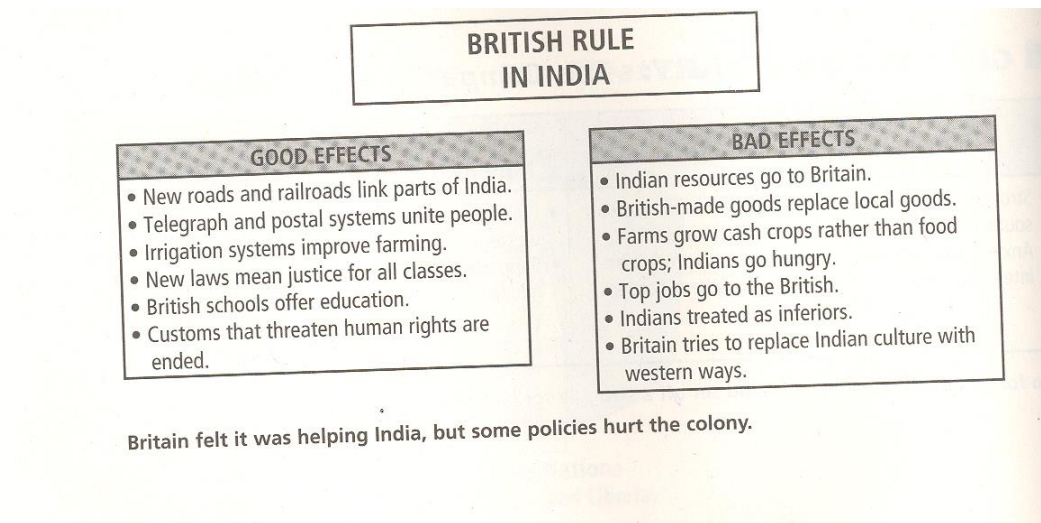 BRITISH RULE
IN INDIA
GOOD EFFECTS
• New roads and railroads link parts of India.
• Telegraph and postal systems unite people.
• Irrigation systems improve farming.
• New laws mean justice for all classes.
• British schools offer education.
• Customs that threaten human rights are
ended.
BAD EFFECTS
• Indian resources go to Britain.
• British-made goods replace local goods.
• Farms grow cash crops rather than food
crops; Indians go hungry.
• Top jobs go to the British.
• Indians treated as inferiors.
• Britain tries to replace Indian culture with
western ways.
Britain felt it was helping India, but some policies hurt the colony.